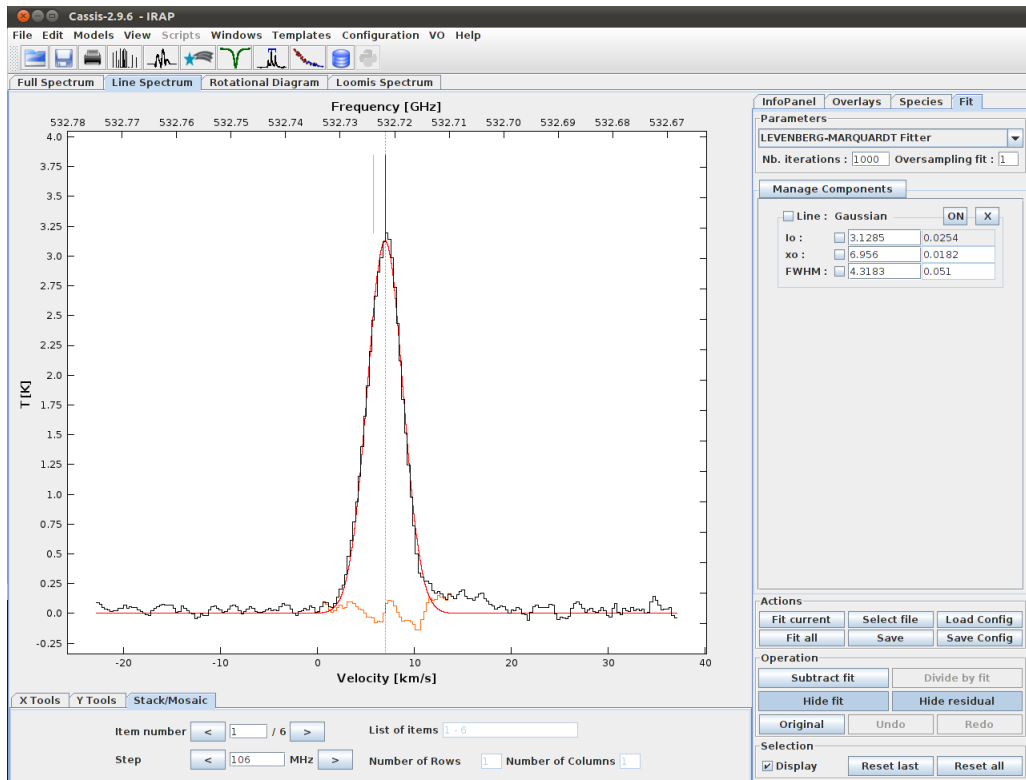 Cassis-2.9.6 - IRAP
File Edit Models View Scripts Windows Templates Configuration VO Help
Full Spectrum Line Spectrum Rotational Diagram Loomis Spectrum
Frequency [GHz]
532.78 532.77 532.76 532.75 532.74 532.73 532.72 532.71 532.70 532.69 532.68 532.67
4.0
3.75
3.5
3.25
3.0
2.75
2.5
2.25
2.0
1.75
1.5
1.25
1.0
0.75
0.5
0.25
0.0
-0.25
T [K]
-20 -10 0 10 20 30 40
Velocity [km/s]
X Tools Y Tools Stack/Mosaic
Item number < 1 / 6 > List of items 1 - 6
Step < 106 MHz > Number of Rows 1 Number of Columns 1
InfoPanel Overlays Species Fit
Parameters
LEVENBERG-MARQUARDT Fitter
Nb. iterations : 1000 Oversampling fit : 1
Manage Components
Line : Gaussian ON X
Io : 3.1285 0.0254
xo : 6.956 0.0182
FWHM : 4.3183 0.051
Actions
Fit current Select file Load Config
Fit all Save Save Config
Operation
Subtract fit Divide by fit
Hide fit Hide residual
Original Undo Redo
Selection
Display Reset last Reset all